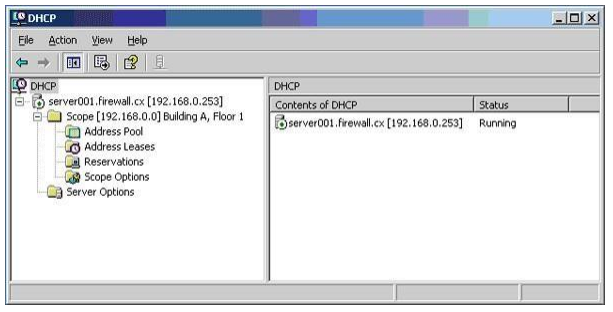 DHCP
File Action View Help
DHCP
server001.firewall.cx [192.168.0.253]
Scope [192.168.0.0] Building A, Floor 1
Address Pool
Address Leases
Reservations
Scope Options
Server Options
DHCP
Contents of DHCP Status
server001.firewall.cx [192.168.0.253] Running